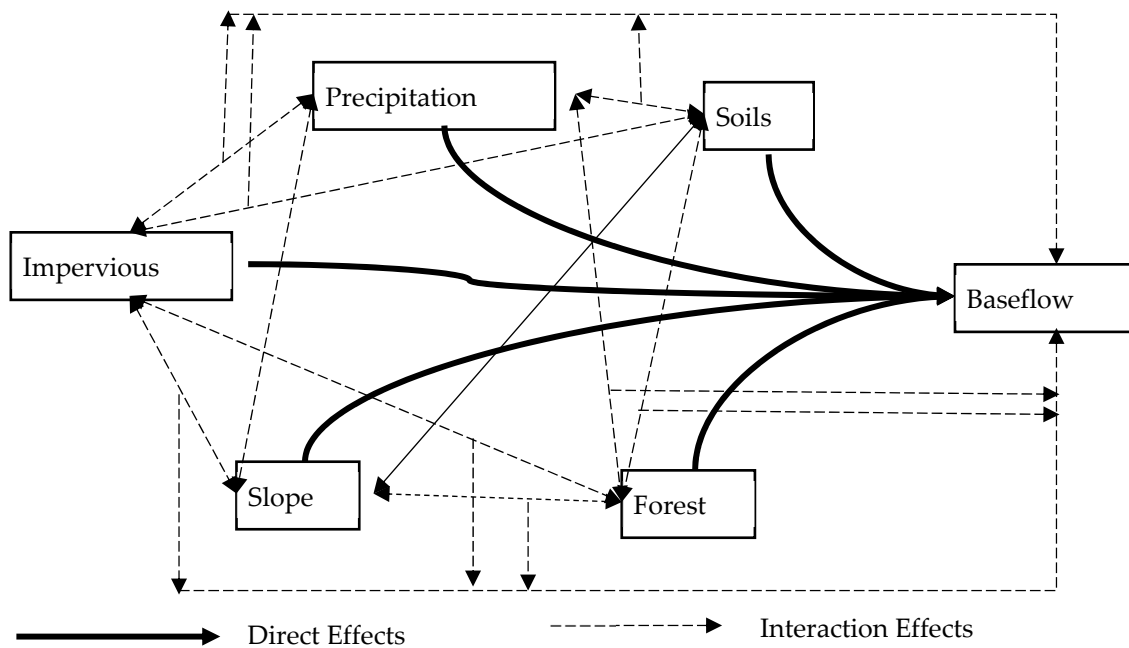 Precipitation
Soils
Impervious
Baseflow
Slope
Forest
Direct Effects
Interaction Effects